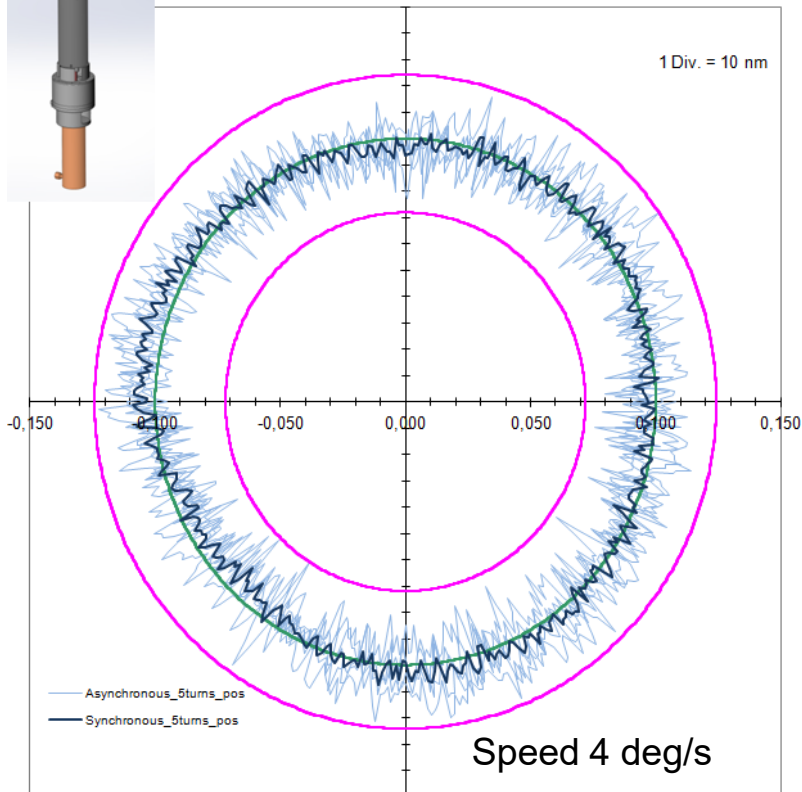 1 Div. = 10 nm
-0,150
-0,100
-0,050
0,000
0,050
0,100
0,150
Asynchronous_5turns_pos
Synchronous_5turns_pos
Speed 4 deg/s